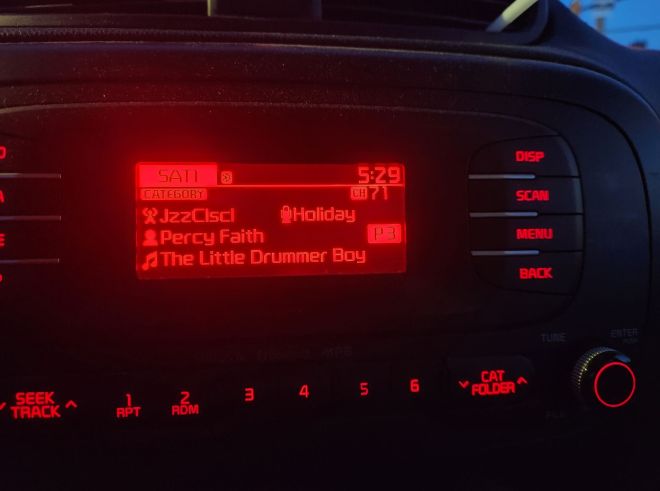 SAT1 5:29
CATEGORY CH 71
JzzClscl Holiday
Percy Faith P3
The Little Drummer Boy
DISP
SCAN
MENU
BACK
TUNE ENTER
SEEK
TRACK
1
RPT
2
RDM
3
4
5
6
CAT
FOLDER